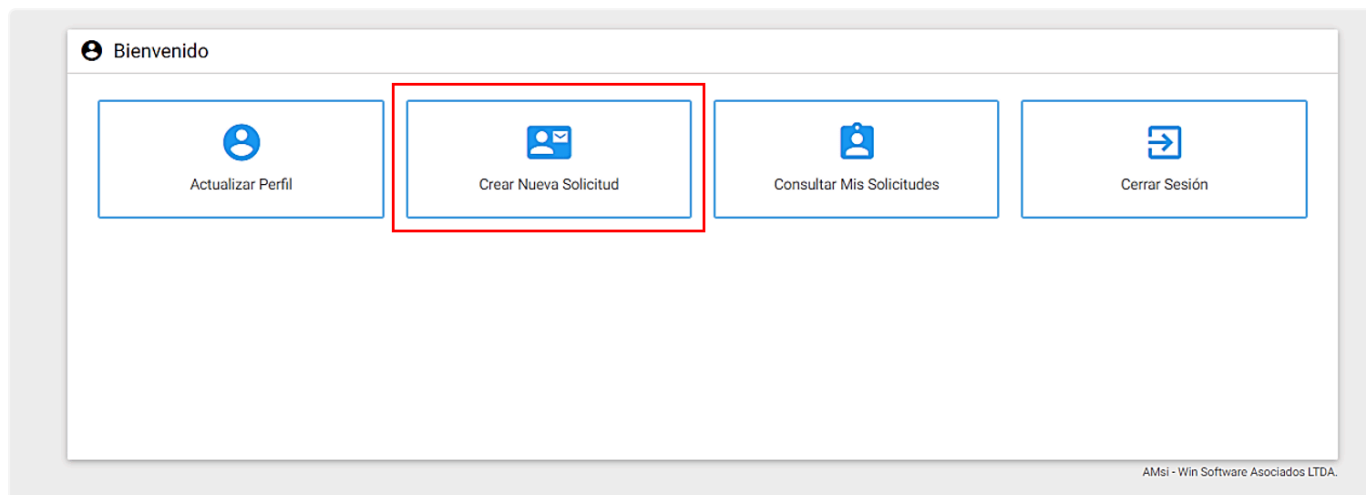 Bienvenido
Actualizar Perfil
Crear Nueva Solicitud
Consultar Mis Solicitudes
Cerrar Sesión
AMsi - Win Software Asociados LTDA.